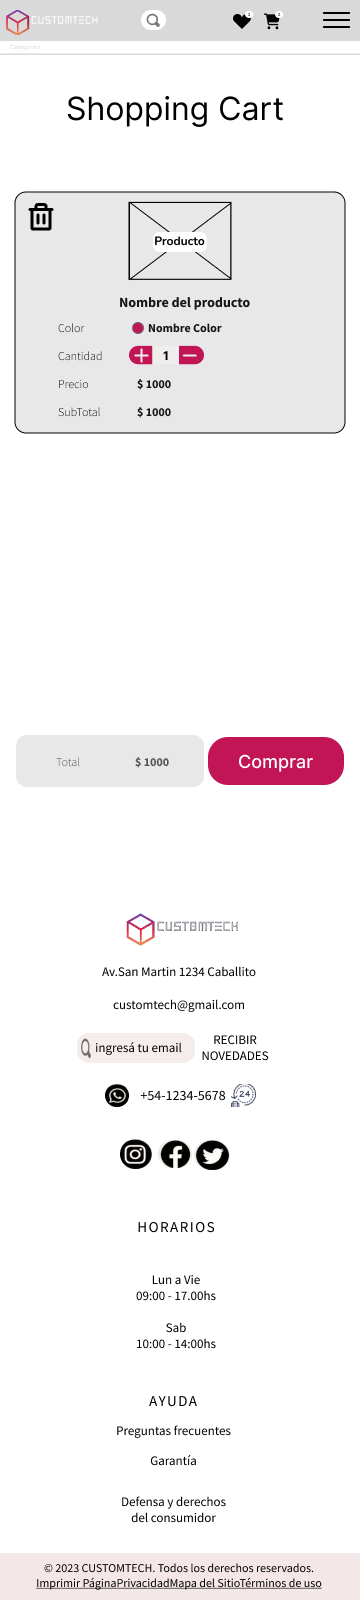 CUSTOMTECH
Categorías
Shopping Cart
Producto
Nombre del producto
Color Nombre Color
Cantidad 1
Precio $ 1000
SubTotal $ 1000
Total $ 1000 Comprar
CUSTOMTECH
Av.San Martin 1234 Caballito
customtech@gmail.com
ingresá tu email RECIBIR
NOVEDADES
+54-1234-5678 24
HORARIOS
Lun a Vie
09:00 - 17.00hs
Sab
10:00 - 14:00hs
AYUDA
Preguntas frecuentes
Garantía
Defensa y derechos
del consumidor
© 2023 CUSTOMTECH. Todos los derechos reservados.
Imprimir PáginaPrivacidadMapa del SitioTérminos de uso